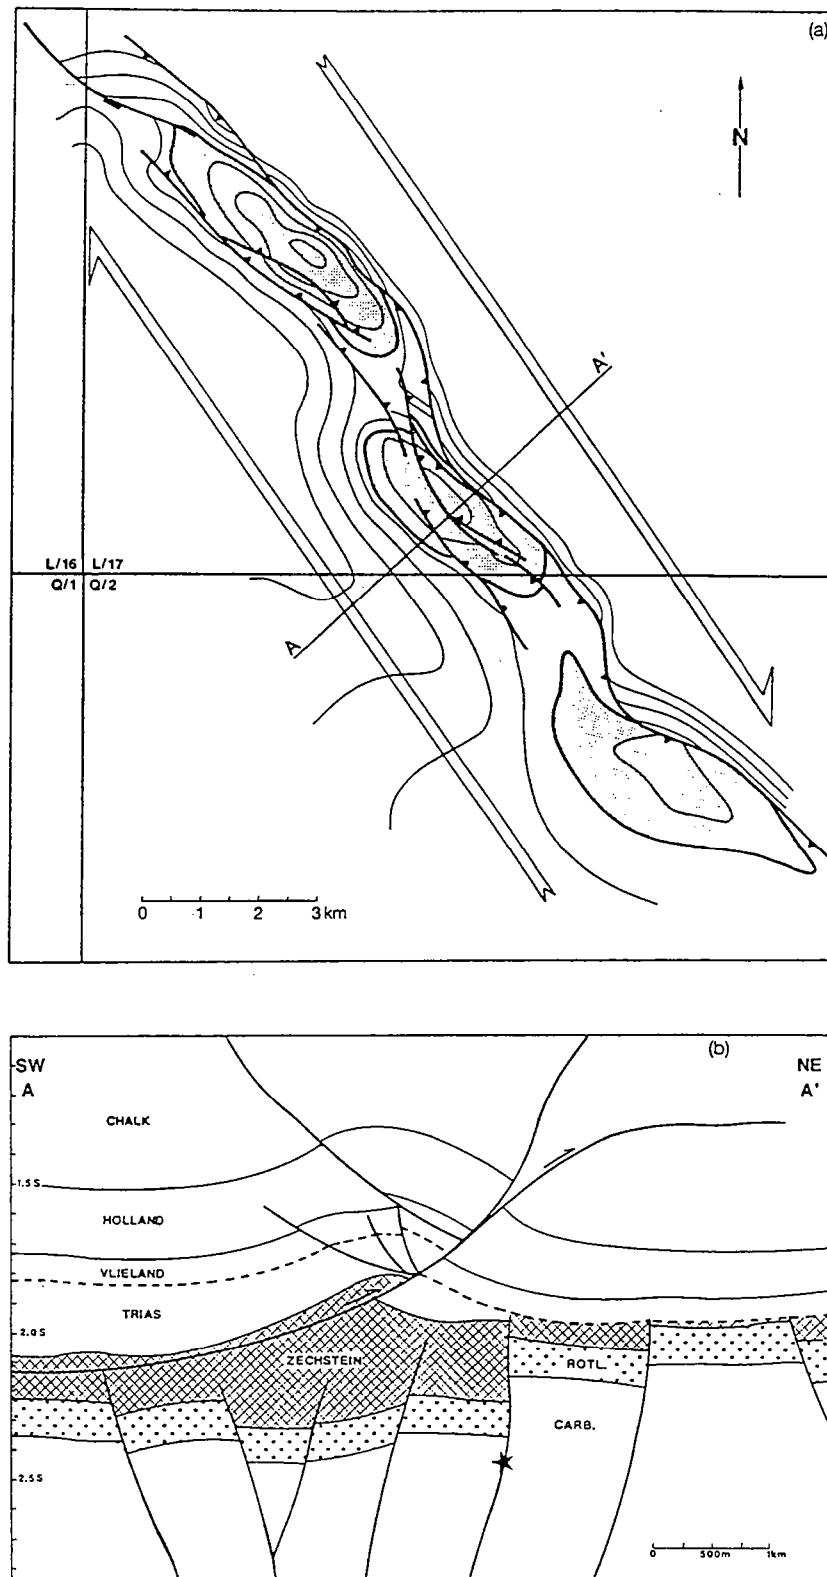 (a)
N
A'
L/16 L/17
Q/1 Q/2
A
0 1 2 3 km
(b)
SW NE
A A'
CHALK
1.5 S
HOLLAND
VLIELAND
TRIAS
2.0 S
ZECHSTEIN
ROTL.
CARB.
2.5 S
0 500m 1km